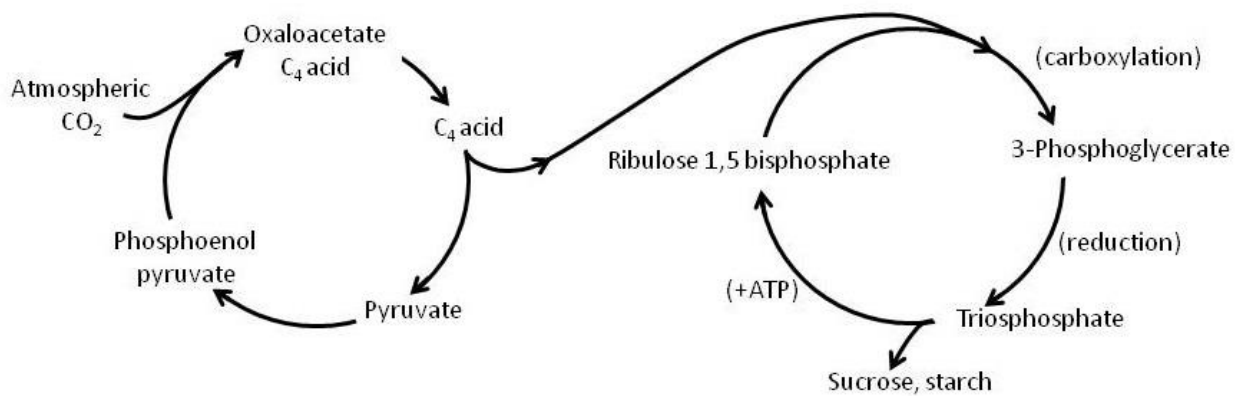 Oxaloacetate
C₄ acid
Atmospheric
CO₂
C₄ acid
Phosphoenol
pyruvate
Pyruvate
(carboxylation)
Ribulose 1,5 bisphosphate
3-Phosphoglycerate
(reduction)
(+ATP)
Triosphosphate
Sucrose, starch